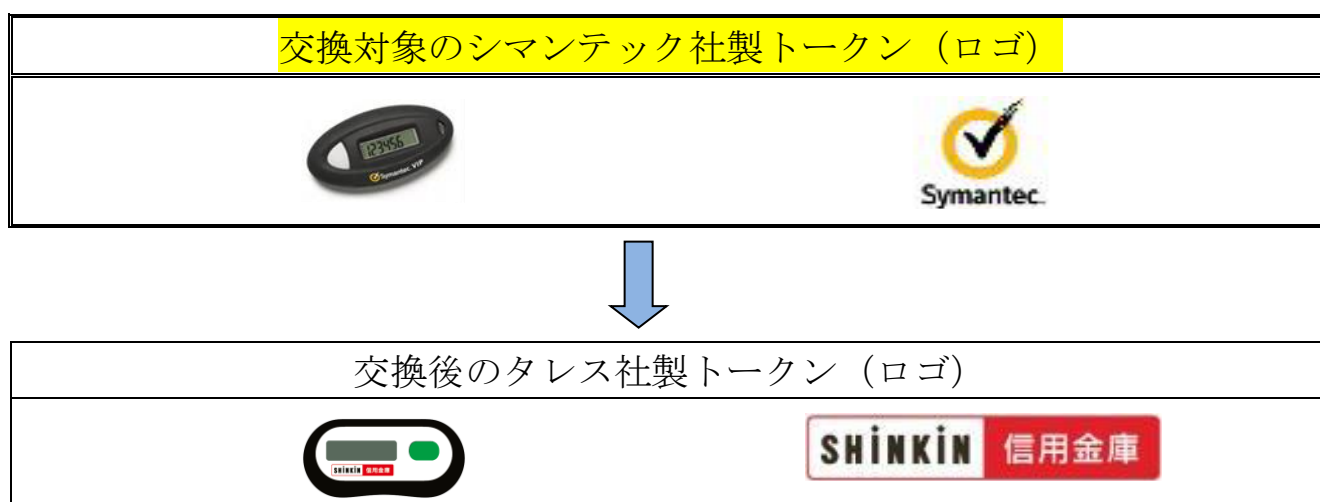 交換対象のシマンテック社製トークン（ロゴ）
123456
Symantec VIP
Symantec.
交換後のタレス社製トークン（ロゴ）
SHINKIN 信用金庫
SHINKIN 信用金庫